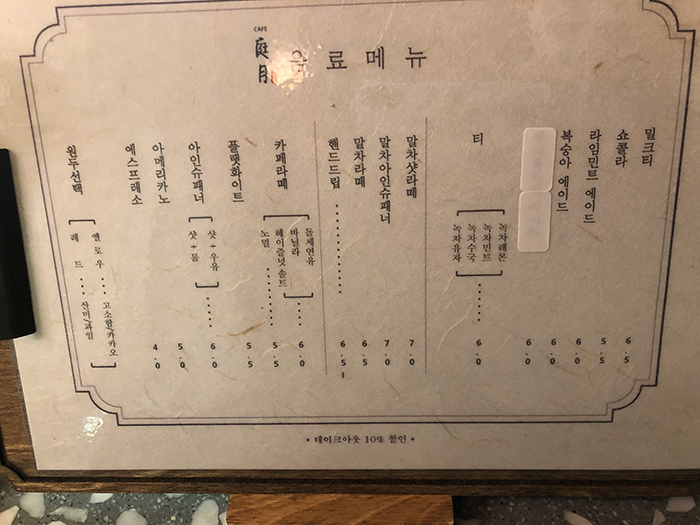 CAFE
庭月
음료메뉴
밀크티 6.5
쇼콜라 5.5
라임민트 에이드 6.0
복숭아 에이드 6.0
6.0
티
녹차레몬
녹차민트
녹차수국
녹차유자
6.0
말차샷라떼 7.0
말차아인슈패너 7.0
말차라떼 6.5
핸드드립 6.5~
카페라떼
돌체연유
바닐라
헤이즐넛솔트
6.0
노멀 5.5
플랫화이트 5.5
아인슈패너
샷+우유
샷+물
6.0
아메리카노 5.0
에스프레소 4.0
원두선택
옐로우 고소함/카카오
레드 산미/과일
* 테이크아웃 10% 할인 *